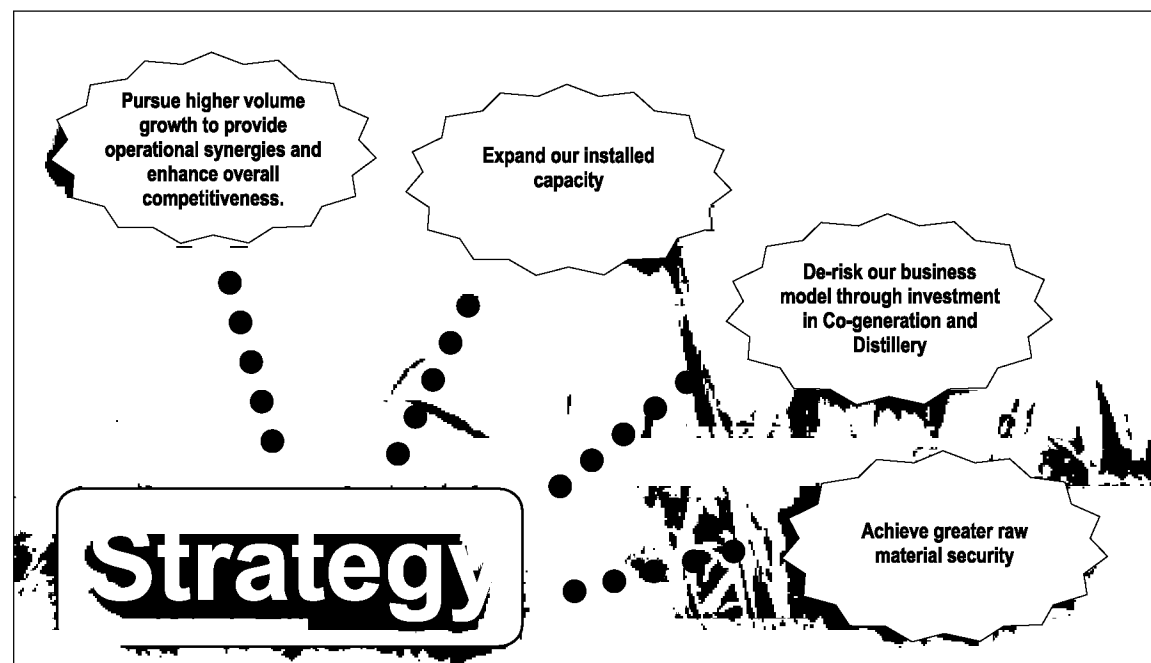 Pursue higher volume
growth to provide
operational synergies and
enhance overall
competitiveness.
Expand our installed
capacity
De-risk our business
model through investment
in Co-generation and
Distillery
Achieve greater raw
material security
Strategy